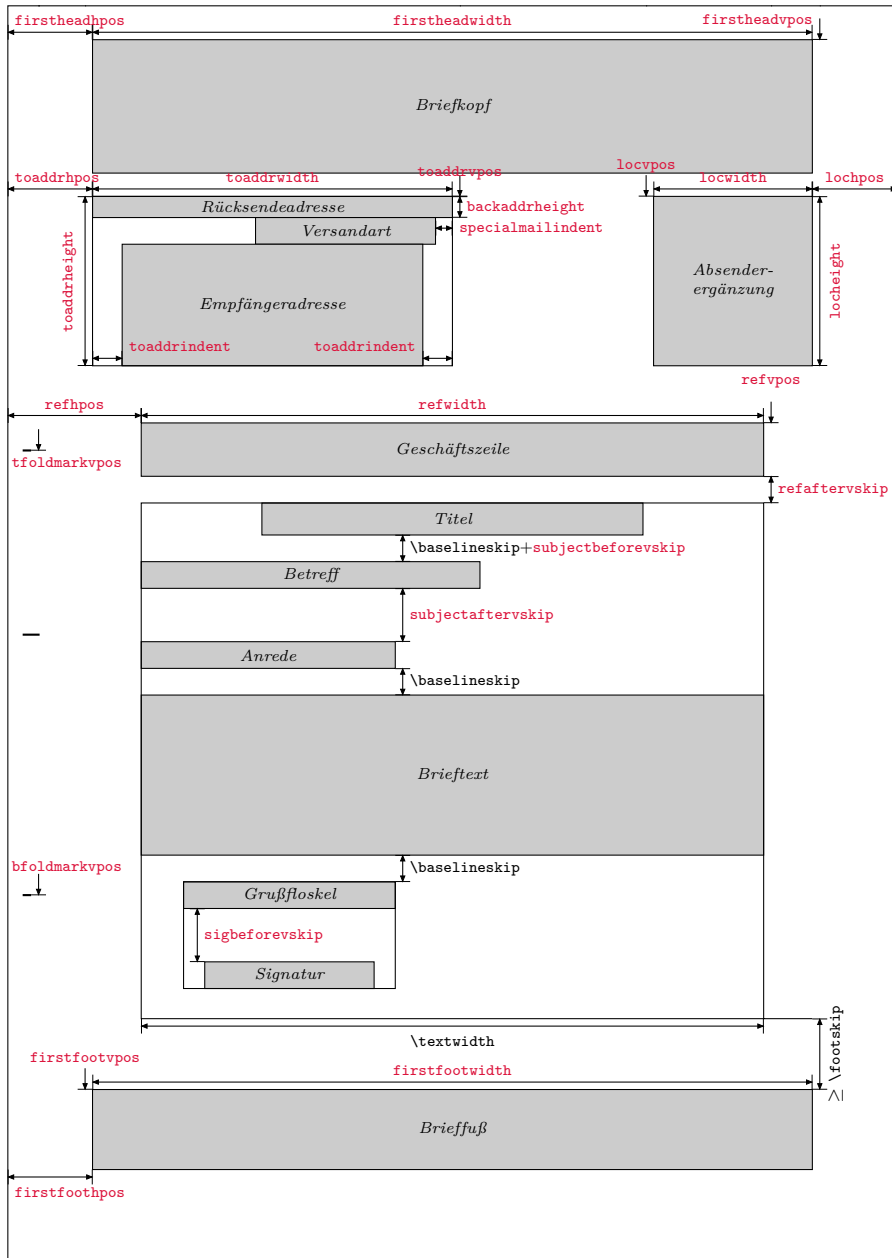 firstheadhpos firstheadwidth firstheadvpos
Briefkopf
toaddrhpos toaddrwidth toaddrvpos locvpos locwidth lochpos
Rücksendeadresse backaddrheight
Versandart specialmailindent
toaddrheight
Empfängeradresse
Absender-
ergänzung
locheight
toaddrindent toaddrindent
refvpos
refhpos refwidth
Geschäftszeile
tfoldmarkvpos
refaftervskip
Titel
\baselineskip+subjectbeforevskip
Betreff
subjectaftervskip
Anrede
\baselineskip
Brieftext
bfoldmarkvpos \baselineskip
Grußfloskel
sigbeforevskip
Signatur
\textwidth
≥ \footskip
firstfootvpos
firstfootwidth
Brieffuß
firstfoothpos